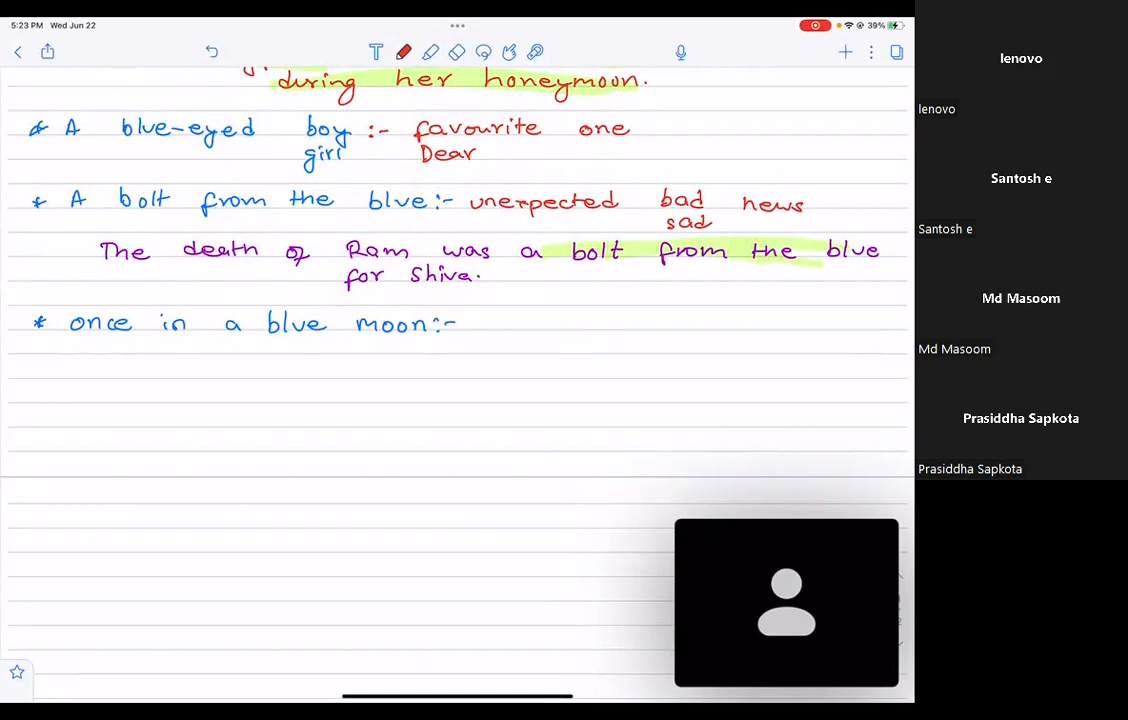 5:23 PM Wed Jun 22
39%
during her honeymoon.
* A blue-eyed boy :- favourite one
girl Dear
* A bolt from the blue:- unexpected bad news
sad
The death of Ram was a bolt from the blue
for Shiva.
* once in a blue moon:-
lenovo
lenovo
Santosh e
Santosh e
Md Masoom
Md Masoom
Prasiddha Sapkota
Prasiddha Sapkota